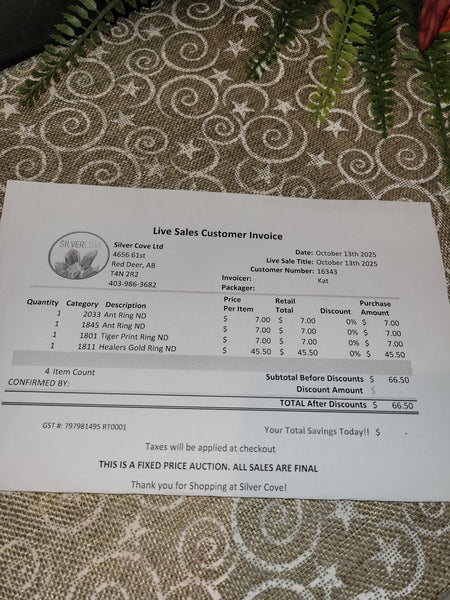 Live Sales Customer Invoice
SILVERCOVE
Silver Cove Ltd
4656 61st
Red Deer, AB
T4N 2R2
403-986-3682
Date: October 13th 2025
Live Sale Title: October 13th 2025
Customer Number: 16343
Invoicer: Kat
Packager:
Quantity Category Description Price Per Item Retail Total Discount Purchase Amount
1 2033 Ant Ring ND $ 7.00 $ 7.00 0% $ 7.00
1 1845 Ant Ring ND $ 7.00 $ 7.00 0% $ 7.00
1 1801 Tiger Print Ring ND $ 7.00 $ 7.00 0% $ 7.00
1 1811 Healers Gold Ring ND $ 45.50 $ 45.50 0% $ 45.50
4 Item Count
Subtotal Before Discounts $ 66.50
CONFIRMED BY:
Discount Amount $
TOTAL After Discounts $ 66.50
GST #: 797981495 RT0001
Your Total Savings Today!! $ -
Taxes will be applied at checkout
THIS IS A FIXED PRICE AUCTION. ALL SALES ARE FINAL
Thank you for Shopping at Silver Cove!